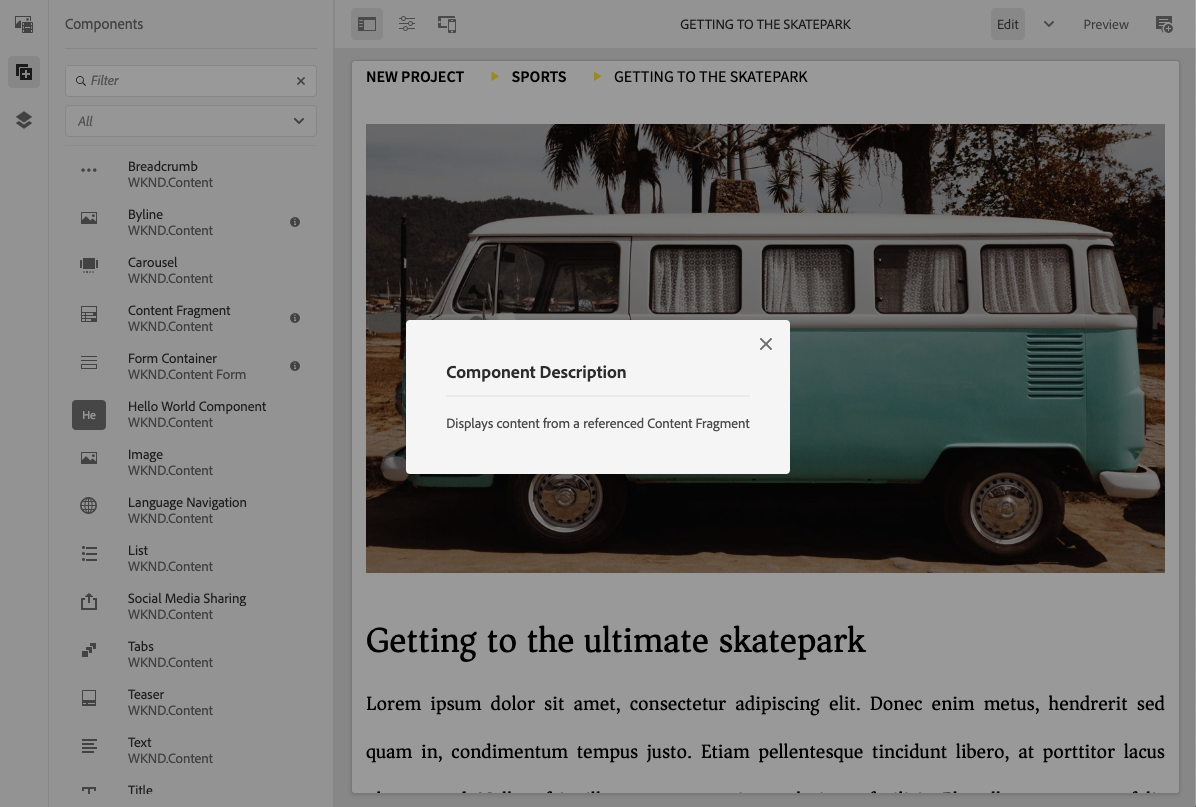 Components
GETTING TO THE SKATEPARK
Edit
Preview
Filter
All
Breadcrumb
WKND.Content
Byline
WKND.Content
Carousel
WKND.Content
Content Fragment
WKND.Content
Form Container
WKND.Content Form
He
Hello World Component
WKND.Content
Image
WKND.Content
Language Navigation
WKND.Content
List
WKND.Content
Social Media Sharing
WKND.Content
Tabs
WKND.Content
Teaser
WKND.Content
Text
WKND.Content
Title
NEW PROJECT SPORTS GETTING TO THE SKATEPARK
Component Description
Displays content from a referenced Content Fragment
Getting to the ultimate skatepark
Lorem ipsum dolor sit amet, consectetur adipiscing elit. Donec enim metus, hendrerit sed
quam in, condimentum tempus justo. Etiam pellentesque tincidunt libero, at porttitor lacus